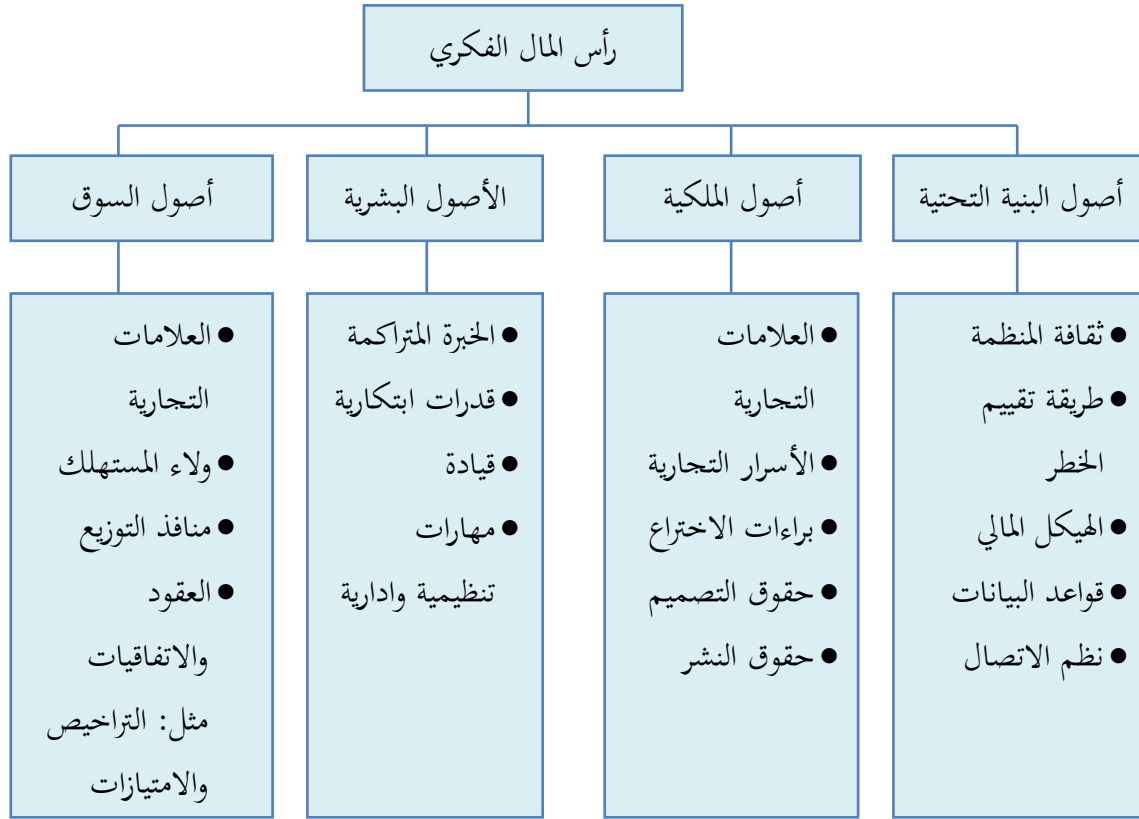 رأس المال الفكري
أصول البنية التحتية
أصول الملكية
الأصول البشرية
أصول السوق
● ثقافة المنظمة
● طريقة تقييم
الخطر
● الهيكل المالي
● قواعد البيانات
● نظم الاتصال
● العلامات
التجارية
● الأسرار التجارية
● براءات الاختراع
● حقوق التصميم
● حقوق النشر
● الخبرة المتراكمة
● قدرات ابتكارية
● قيادة
● مهارات
تنظيمية وادارية
● العلامات
التجارية
● ولاء المستهلك
● منافذ التوزيع
● العقود
والاتفاقيات
مثل: التراخيص
والامتيازات